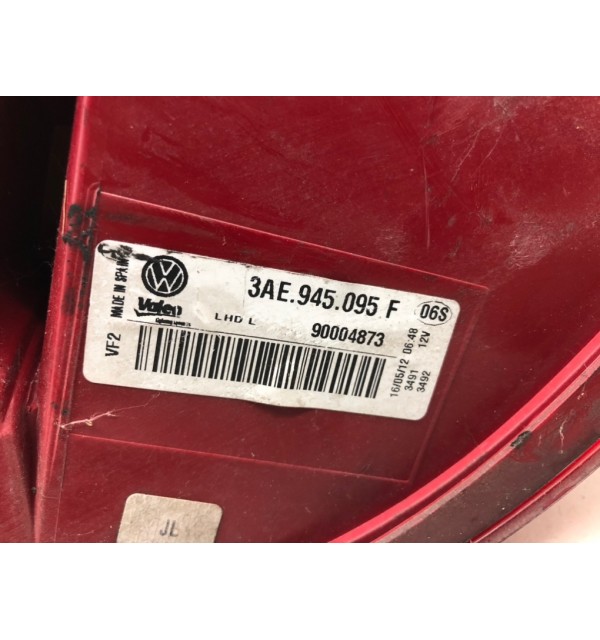 MADE IN SPAIN
VF2
VW
Valeo
3AE.945.095 F
06S
LHD L
90004873
16/05/12 06:48
3491 12V
3492
JL